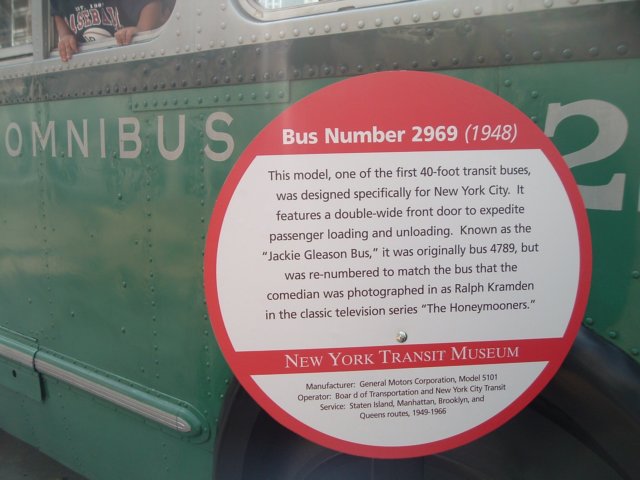 BASEBALL
OMNIBUS
2
Bus Number 2969 (1948)
This model, one of the first 40-foot transit buses,
was designed specifically for New York City. It
features a double-wide front door to expedite
passenger loading and unloading. Known as the
“Jackie Gleason Bus,” it was originally bus 4789, but
was re-numbered to match the bus that the
comedian was photographed in as Ralph Kramden
in the classic television series “The Honeymooners.”
NEW YORK TRANSIT MUSEUM
Manufacturer: General Motors Corporation, Model 5101
Operator: Boar d of Transportation and New York City Transit
Service: Staten Island, Manhattan, Brooklyn, and
Queens routes, 1949-1966